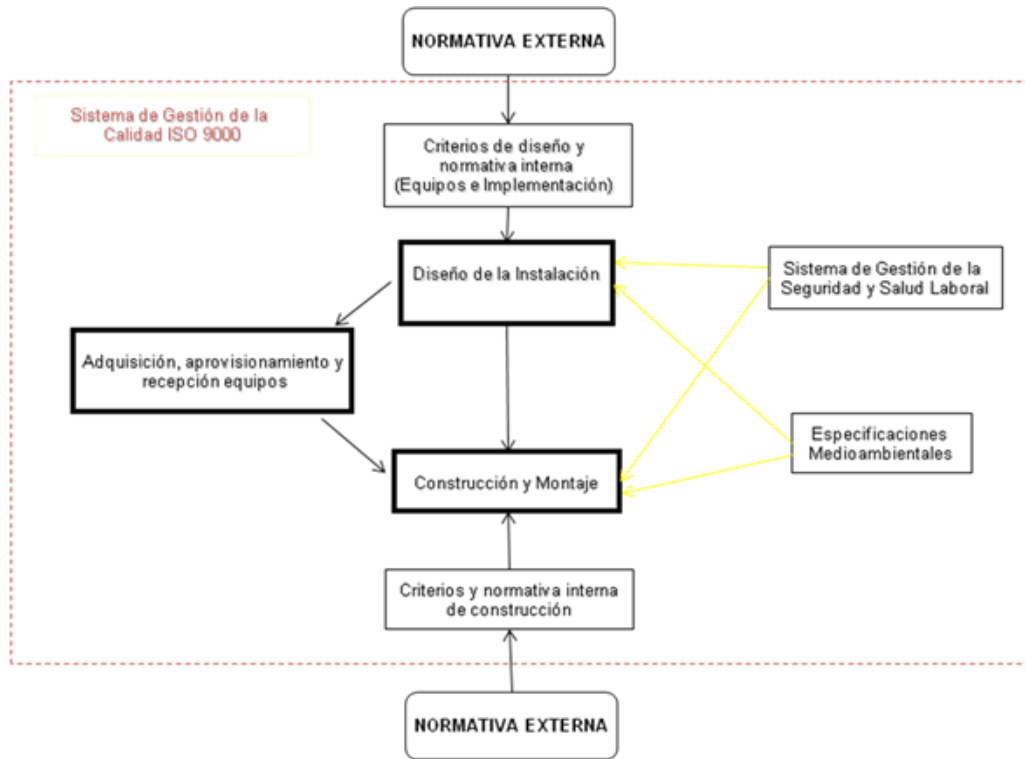 NORMATIVA EXTERNA
Sistema de Gestión de la
Calidad ISO 9000
Criterios de diseño y
normativa interna
(Equipos e Implementación)
Diseño de la Instalación
Sistema de Gestión de la
Seguridad y Salud Laboral
Adquisición, aprovisionamiento y
recepción equipos
Especificaciones
Medioambientales
Construcción y Montaje
Criterios y normativa interna
de construcción
NORMATIVA EXTERNA